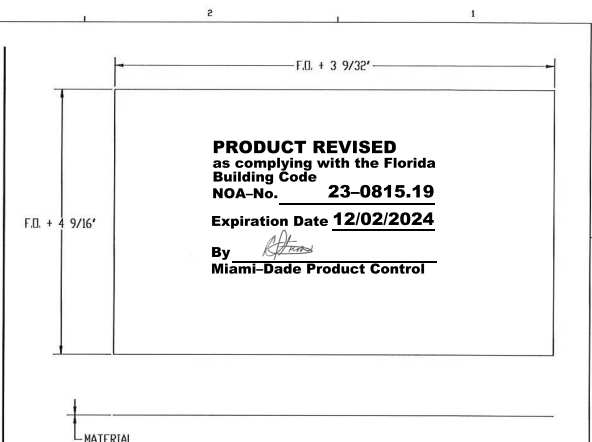 2 1
F.O. + 3 9/32"
PRODUCT REVISED
as complying with the Florida
Building Code
NOA–No. 23–0815.19
F.O. + 4 9/16"
Expiration Date 12/02/2024
By
Miami–Dade Product Control
MATERIAL